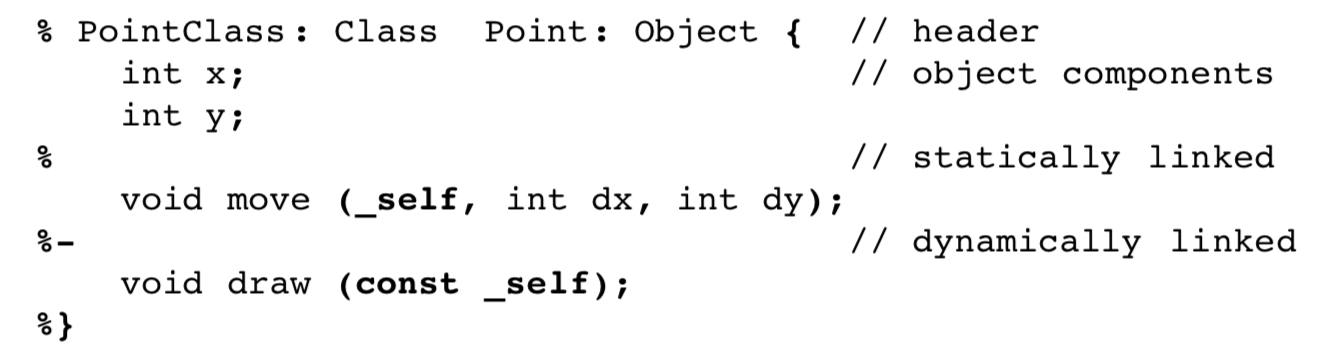 % PointClass: Class  Point: Object {  // header
    int x;                             // object components
    int y;
%                                      // statically linked
    void move (_self, int dx, int dy);
%-                                     // dynamically linked
    void draw (const _self);
%}